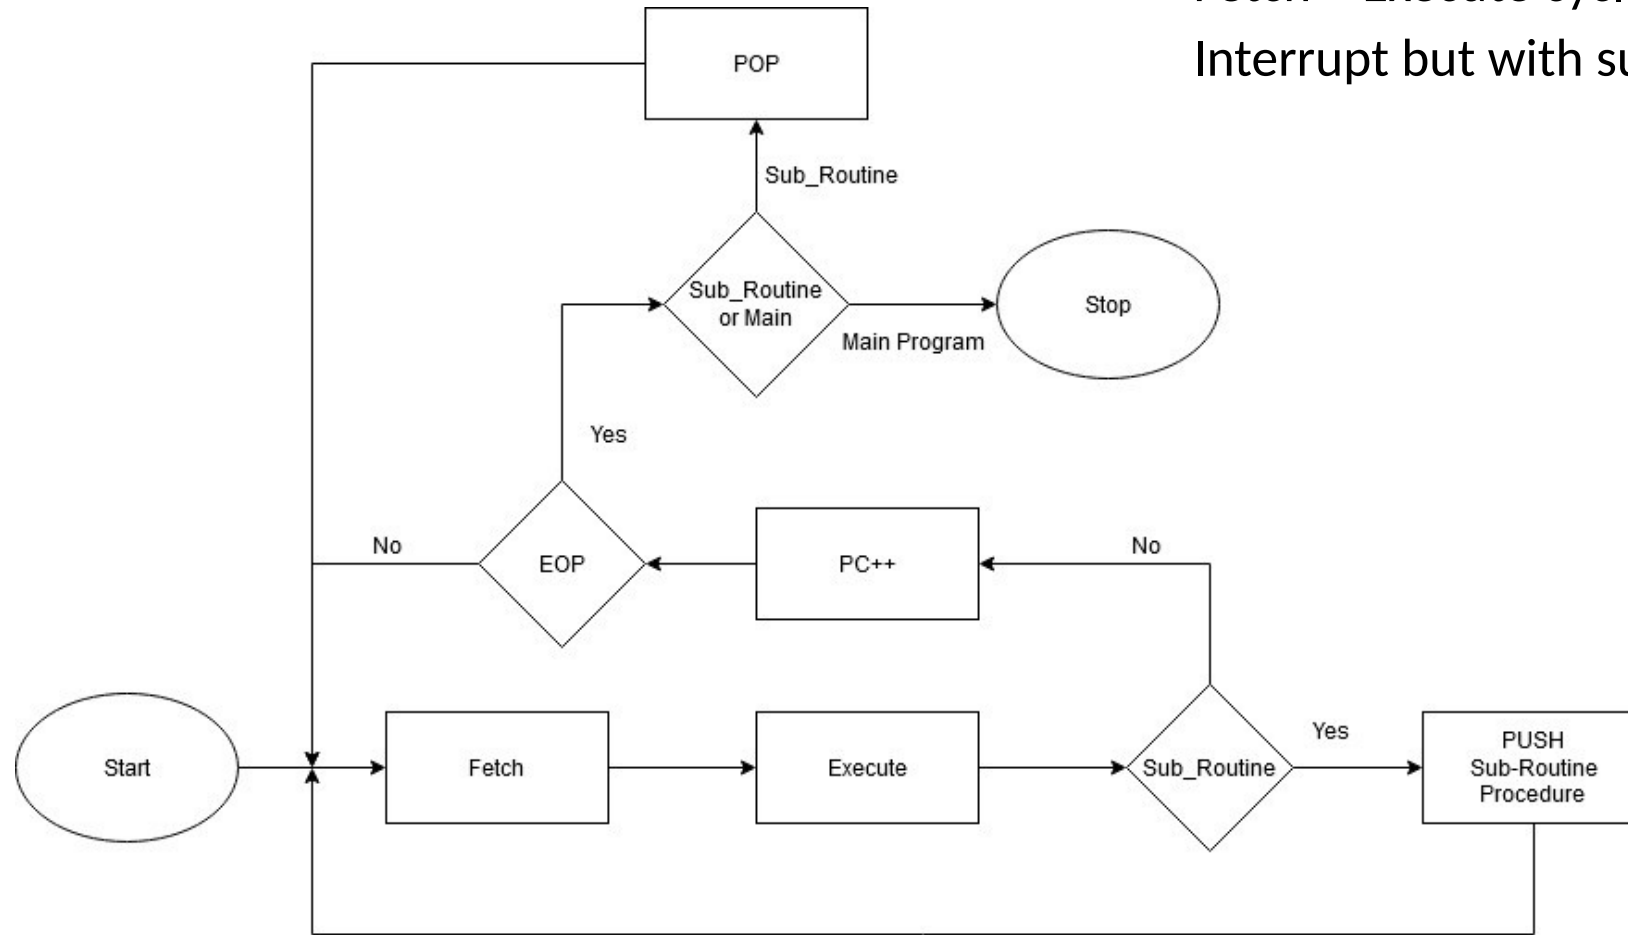 Interrupt but with
POP
Sub_Routine
Sub_Routine
or Main
Stop
Main Program
Yes
No
EOP
PC++
No
Start
Fetch
Execute
Sub_Routine
Yes
PUSH
Sub-Routine
Procedure